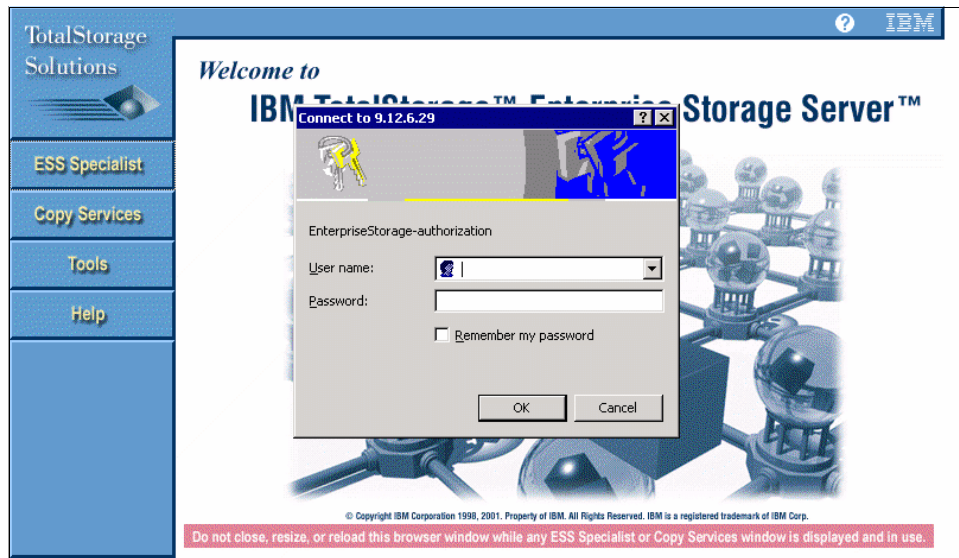 TotalStorage
Solutions
IBM
Welcome to
IBM TotalStorage™ Enterprise Storage Server™
Connect to 9.12.6.29
ESS Specialist
Copy Services
Tools
Help
EnterpriseStorage-authorization
User name:
Password:
Remember my password
OK
Cancel
© Copyright IBM Corporation 1998, 2001. Property of IBM. All Rights Reserved. IBM is a registered trademark of IBM Corp.
Do not close, resize, or reload this browser window while any ESS Specialist or Copy Services window is displayed and in use.